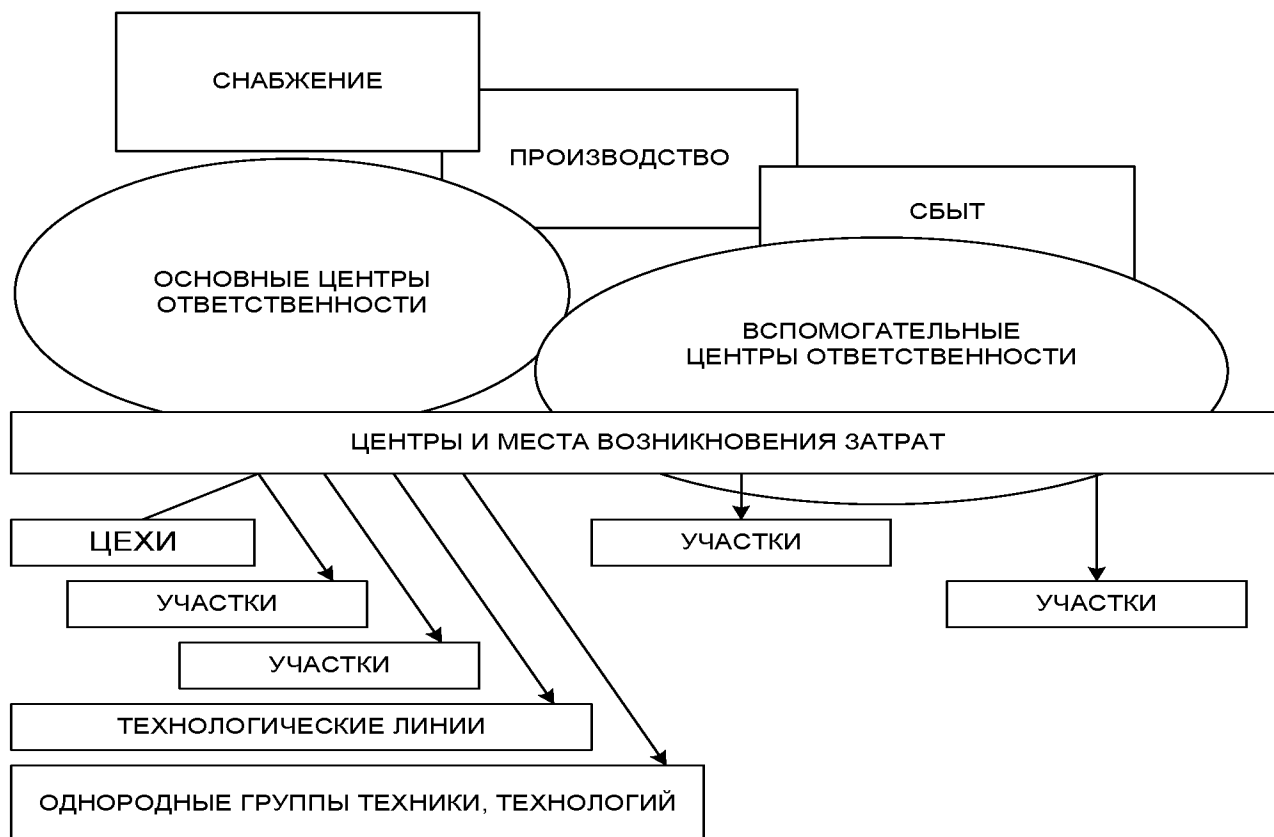 СНАБЖЕНИЕ
ПРОИЗВОДСТВО
СБЫТ
ОСНОВНЫЕ ЦЕНТРЫ
ОТВЕТСТВЕННОСТИ
ВСПОМОГАТЕЛЬНЫЕ
ЦЕНТРЫ ОТВЕТСТВЕННОСТИ
ЦЕНТРЫ И МЕСТА ВОЗНИКНОВЕНИЯ ЗАТРАТ
ЦЕХИ
УЧАСТКИ
УЧАСТКИ
УЧАСТКИ
УЧАСТКИ
ТЕХНОЛОГИЧЕСКИЕ ЛИНИИ
ОДНОРОДНЫЕ ГРУППЫ ТЕХНИКИ, ТЕХНОЛОГИЙ